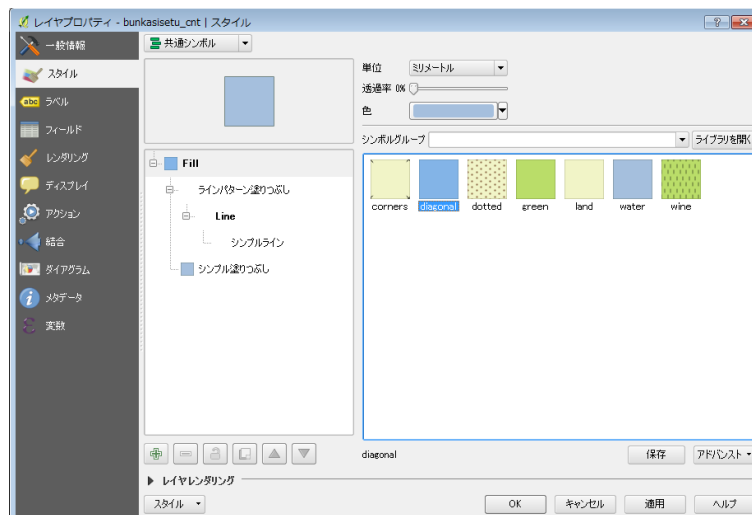 レイヤプロパティ - bunkasisetu_cnt | スタイル
一般情報
スタイル
abc ラベル
フィールド
レンダリング
ディスプレイ
アクション
結合
ダイアグラム
メタデータ
変数
共通シンボル
単位 ミリメートル
透過率 0%
色
シンボルグループ ライブラリを開く
Fill
ラインパターン塗りつぶし
Line
シンプルライン
シンプル塗りつぶし
corners diagonal dotted green land water wine
diagonal 保存 アドバンスト
レイヤレンダリング
スタイル OK キャンセル 適用 ヘルプ